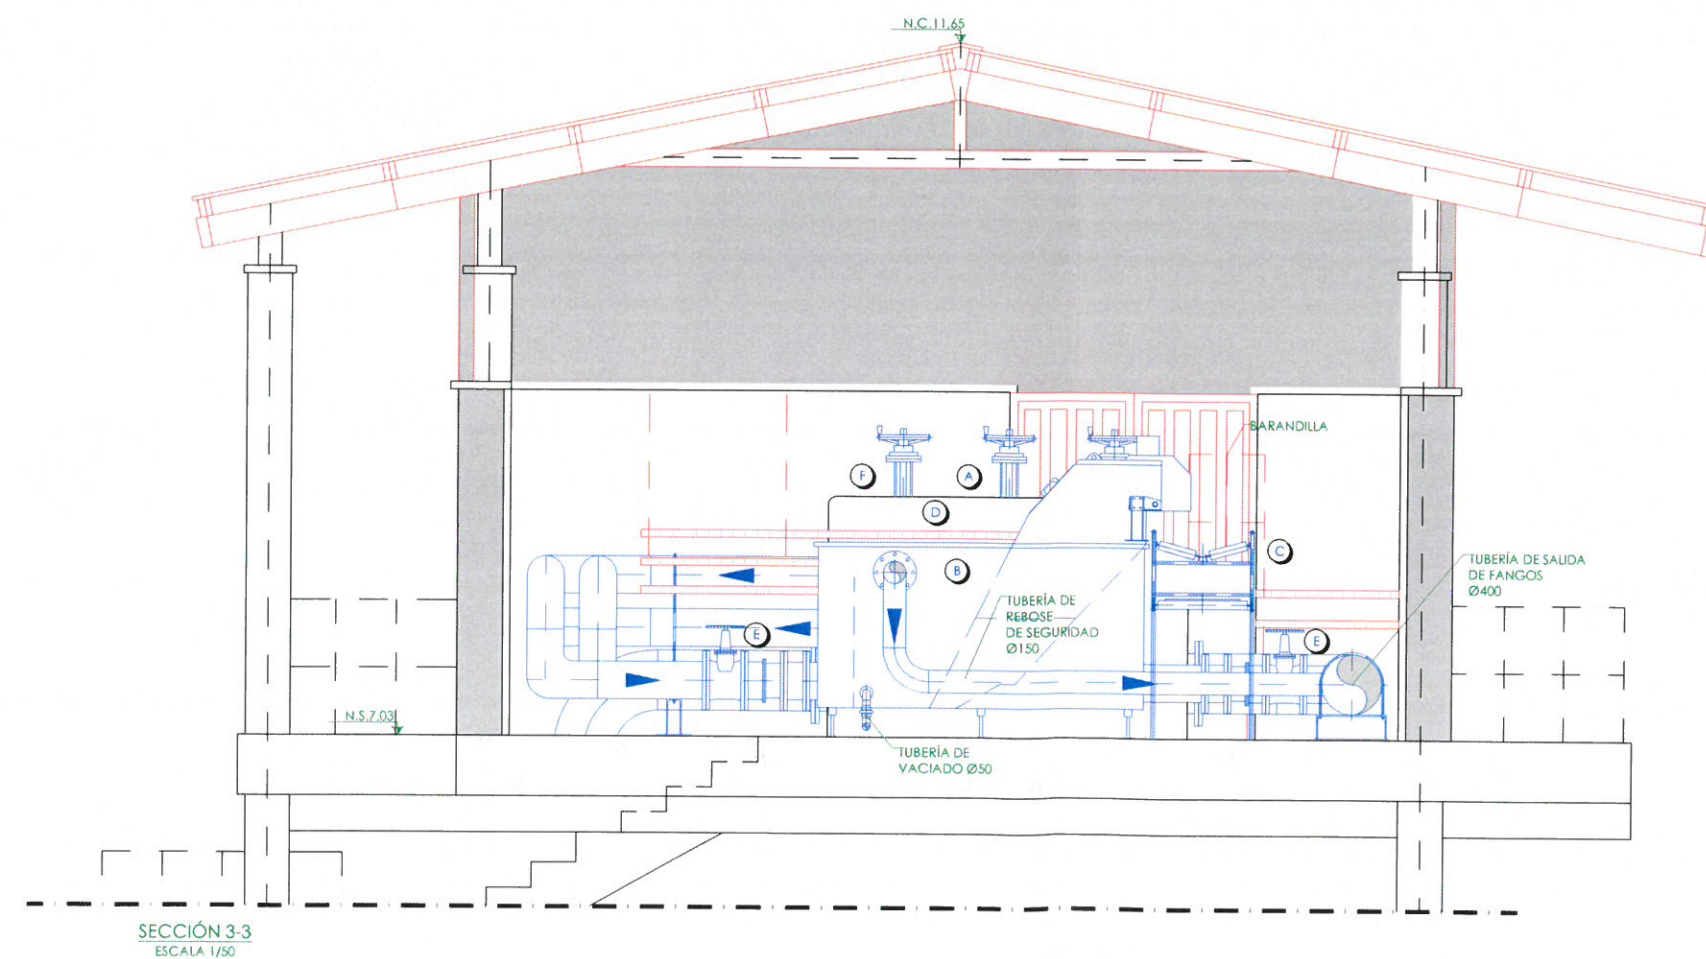 N.C.11.65
BARANDILLA
F
A
D
C
B
TUBERÍA DE SALIDA
DE FANGOS
Ø400
TUBERÍA DE
REBOSE
DE SEGURIDAD
Ø150
E
E
N.S.7.03
TUBERÍA DE
VACIADO Ø50
SECCIÓN 3-3
ESCALA 1/50